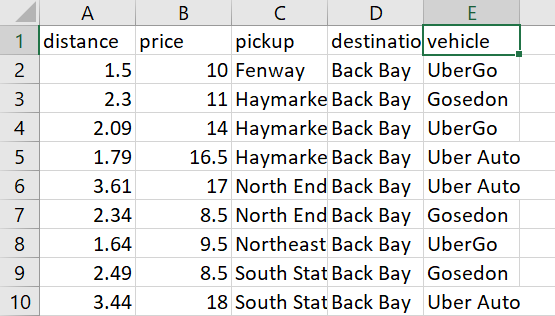 A B C D E
1 distance price pickup destinatio vehicle
2 1.5 10 Fenway Back Bay UberGo
3 2.3 11 Haymarke Back Bay Gosedon
4 2.09 14 Haymarke Back Bay UberGo
5 1.79 16.5 Haymarke Back Bay Uber Auto
6 3.61 17 North End Back Bay Uber Auto
7 2.34 8.5 North End Back Bay Gosedon
8 1.64 9.5 Northeast Back Bay UberGo
9 2.49 8.5 South Stat Back Bay Gosedon
10 3.44 18 South Stat Back Bay Uber Auto